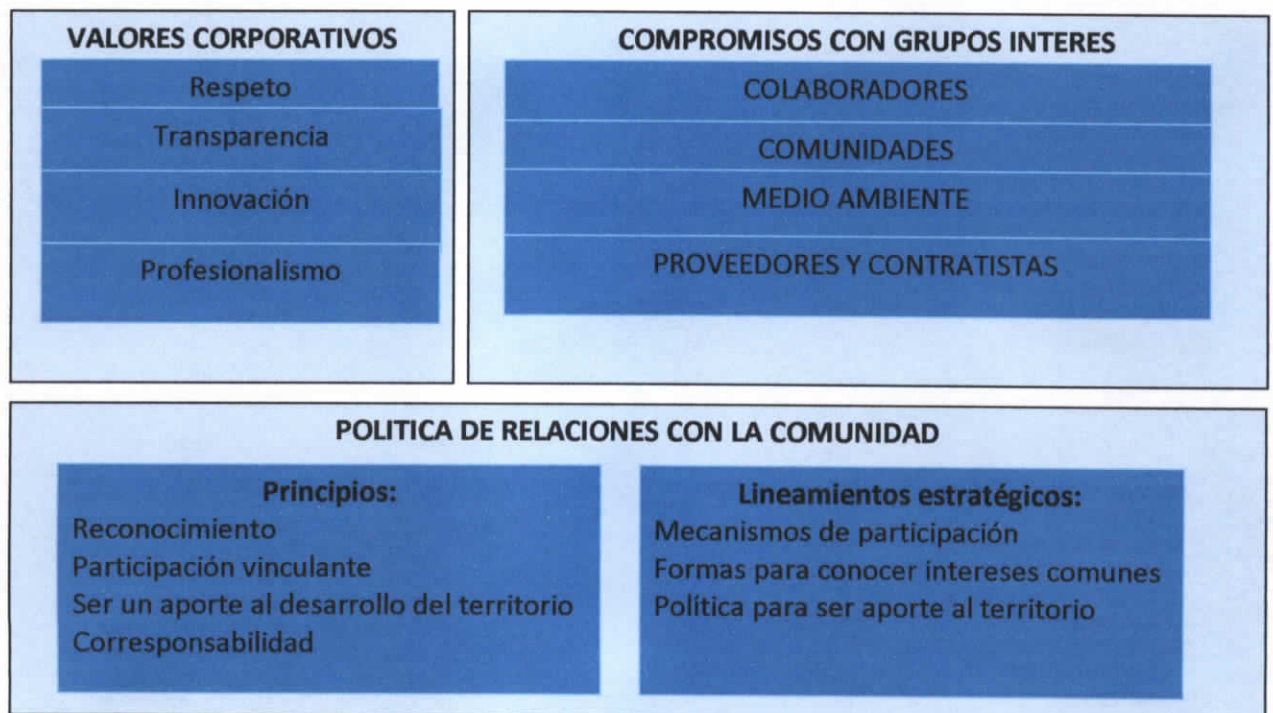 VALORES CORPORATIVOS
Respeto
Transparencia
Innovación
Profesionalismo
COMPROMISOS CON GRUPOS INTERES
COLABORADORES
COMUNIDADES
MEDIO AMBIENTE
PROVEEDORES Y CONTRATISTAS
POLITICA DE RELACIONES CON LA COMUNIDAD
Principios:
Reconocimiento
Participación vinculante
Ser un aporte al desarrollo del territorio
Corresponsabilidad
Lineamientos estratégicos:
Mecanismos de participación
Formas para conocer intereses comunes
Política para ser aporte al territorio